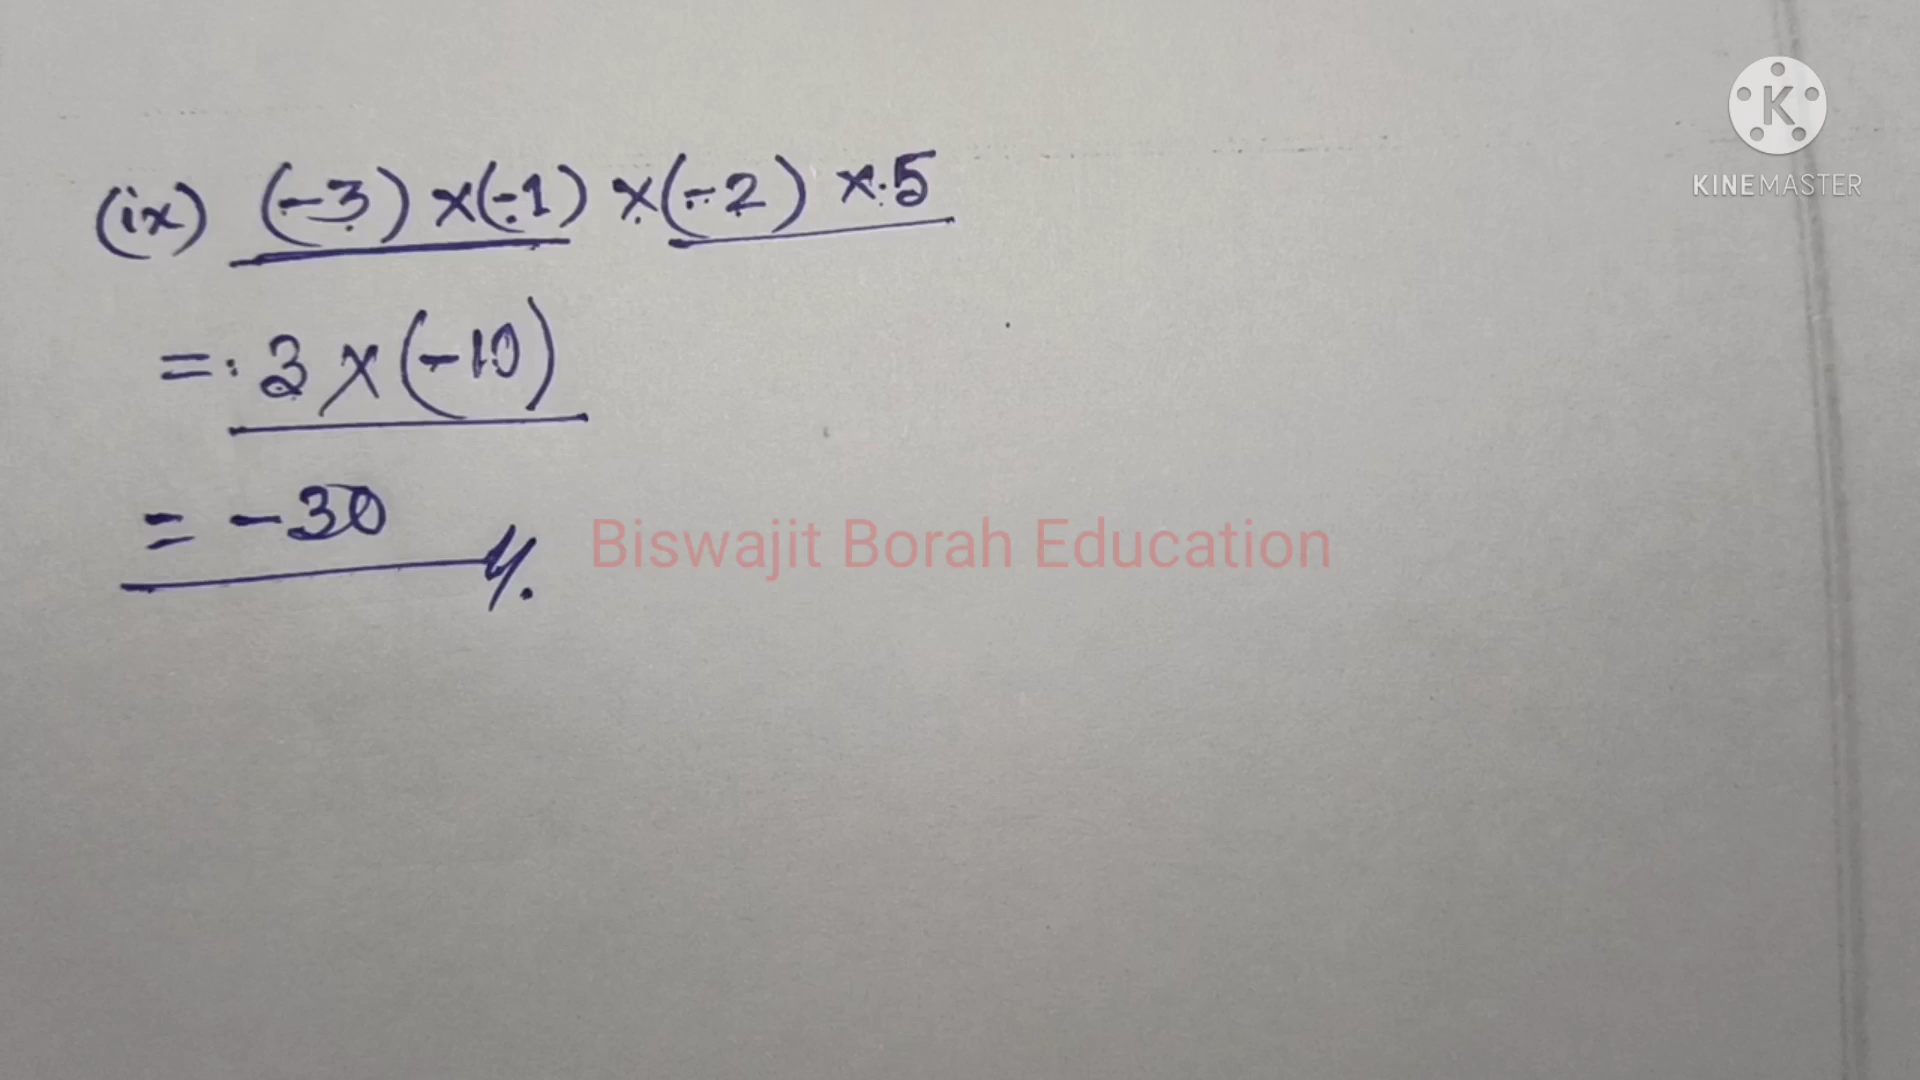 (ix) (-3) × (-1) × (-2) × 5
= 3 × (-10)
= -30
KINEMASTER
Biswajit Borah Education